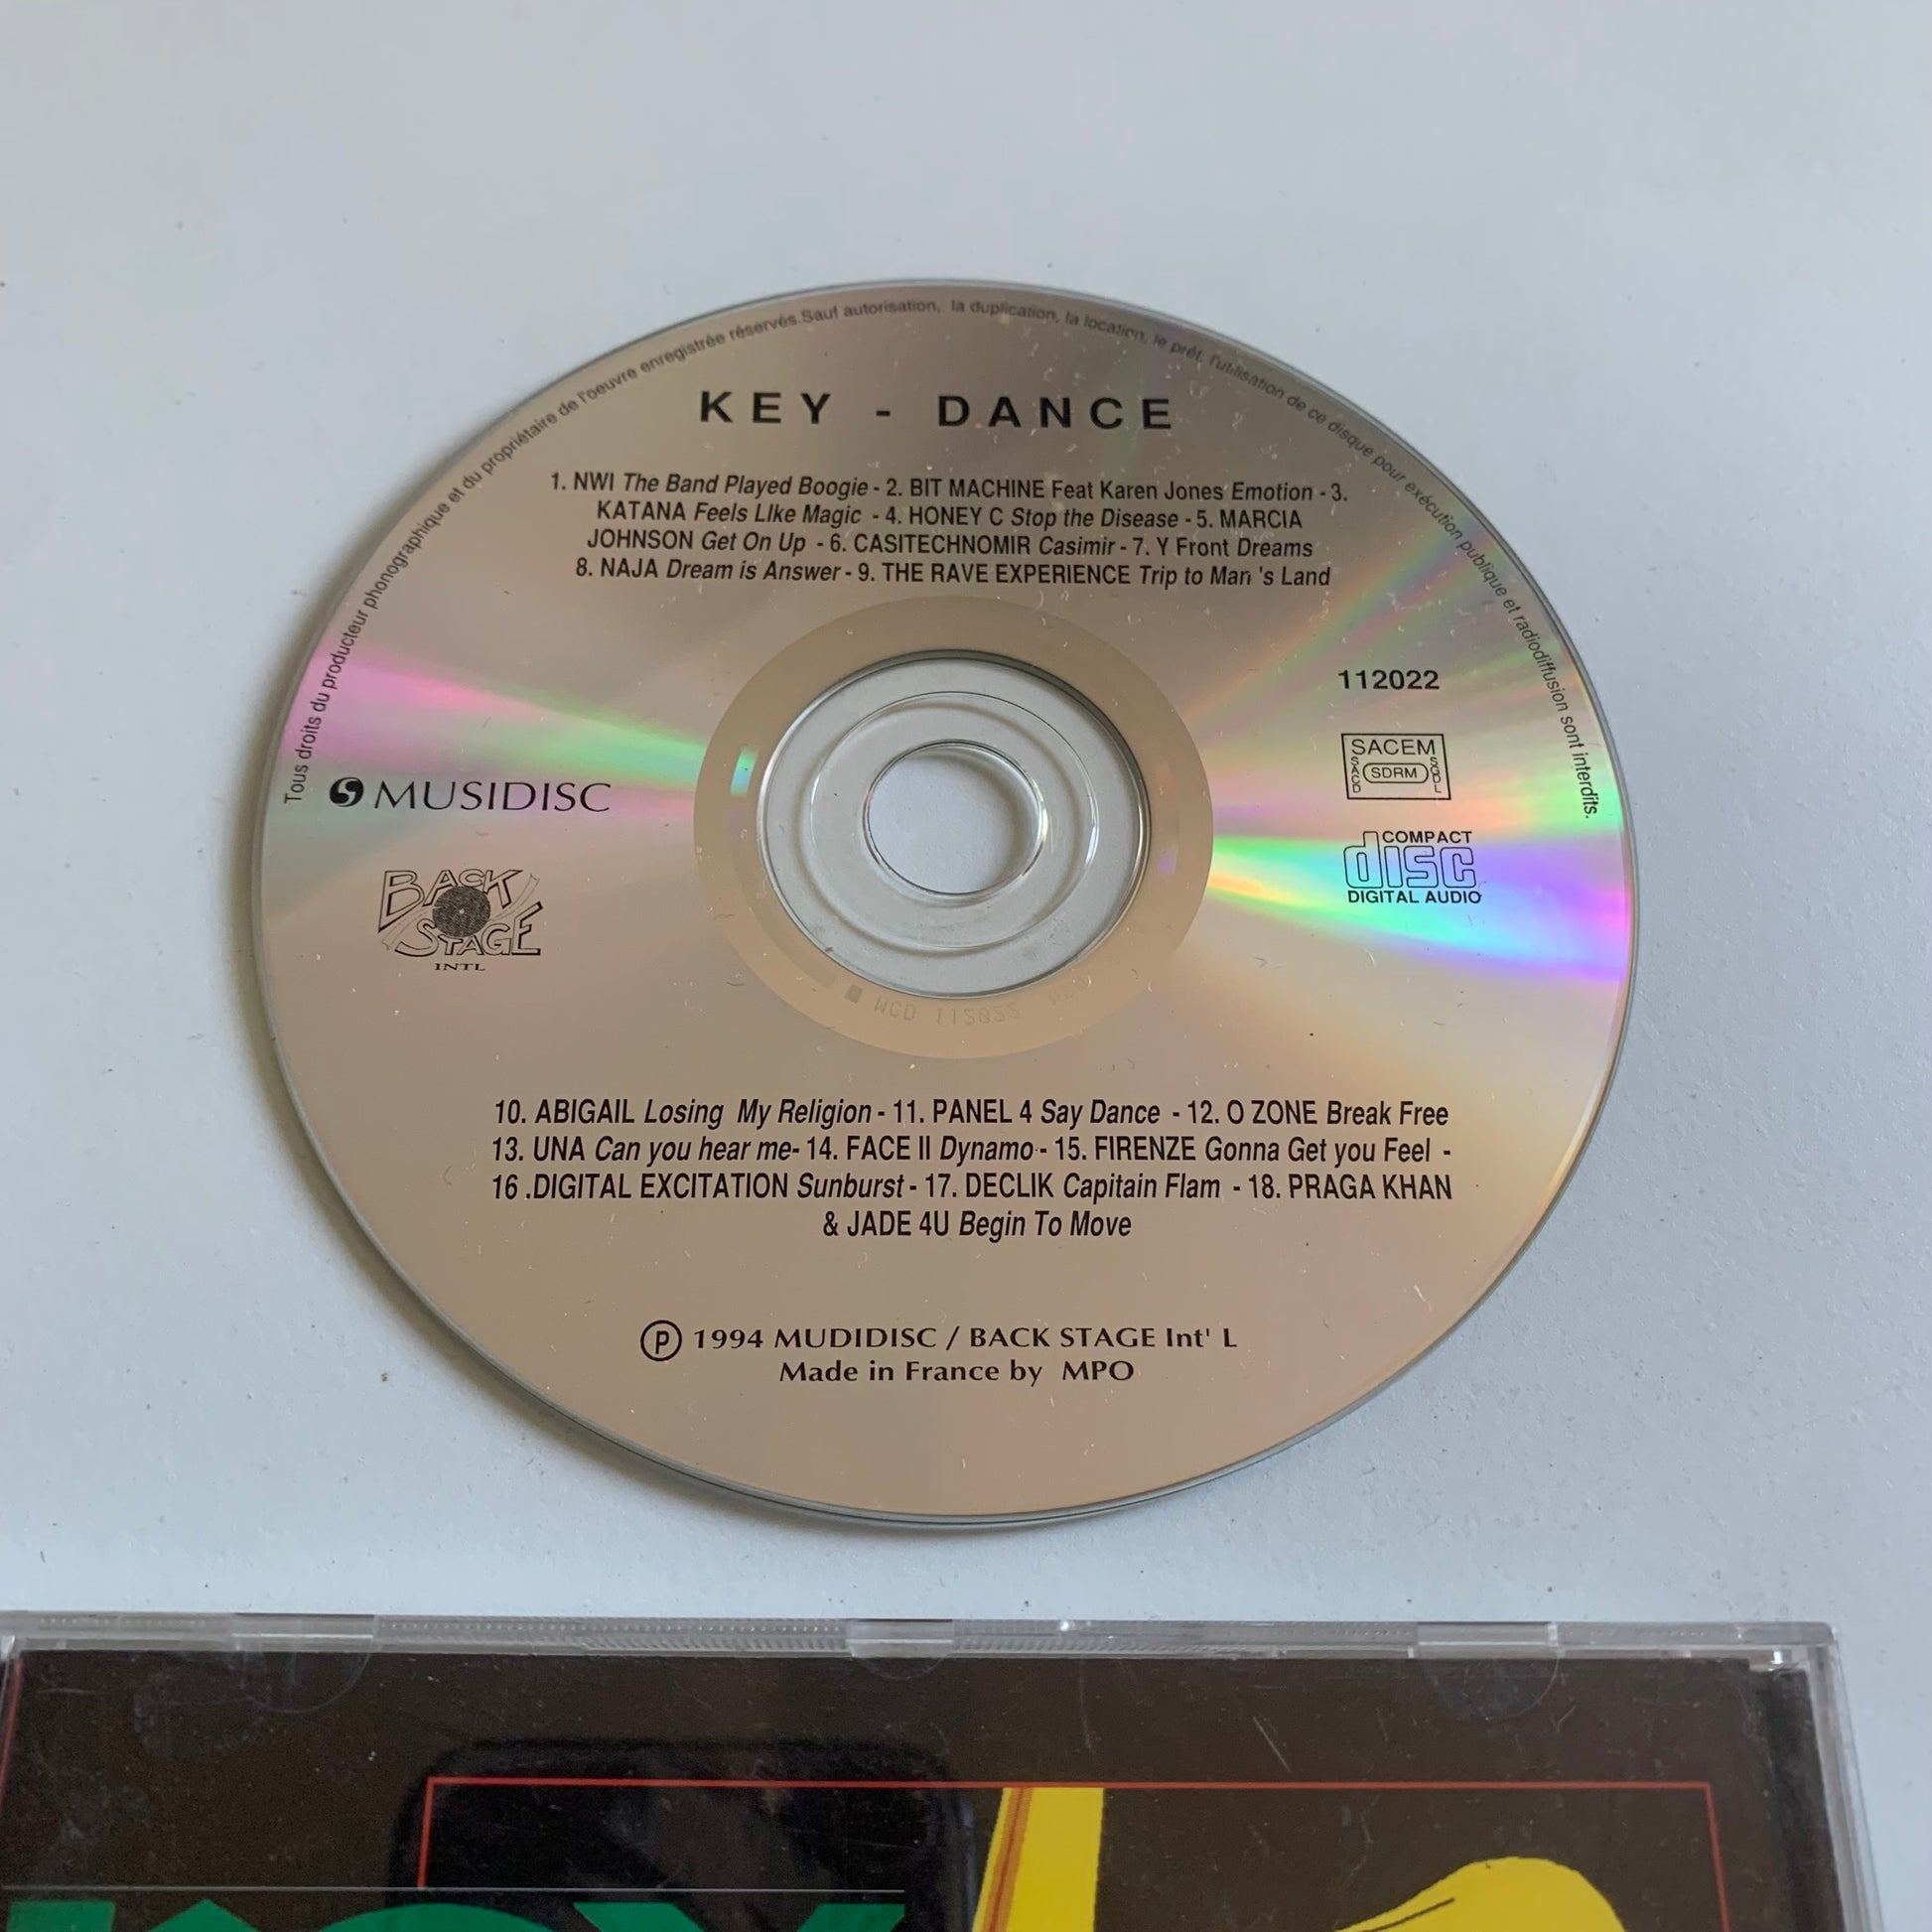 Tous droits du producteur phonographique et du propriétaire de l'oeuvre enregistrée réservés.Sauf autorisation, la duplication, la location, le prêt, l'utilisation de ce disque pour exécution publique et radiodiffusion sont interdits.
KEY - DANCE
1. NWI The Band Played Boogie - 2. BIT MACHINE Feat Karen Jones Emotion - 3.
KATANA Feels LIke Magic - 4. HONEY C Stop the Disease - 5. MARCIA
JOHNSON Get On Up - 6. CASITECHNOMIR Casimir - 7. Y Front Dreams
8. NAJA Dream is Answer - 9. THE RAVE EXPERIENCE Trip to Man 's Land
112022
SACEM
SACD SDRM SGDL
MUSIDISC
COMPACT
disc
DIGITAL AUDIO
BACK
STAGE
INTL
MCD 112022
10. ABIGAIL Losing My Religion - 11. PANEL 4 Say Dance - 12. O ZONE Break Free
13. UNA Can you hear me- 14. FACE II Dynamo - 15. FIRENZE Gonna Get you Feel -
16 .DIGITAL EXCITATION Sunburst - 17. DECLIK Capitain Flam - 18. PRAGA KHAN
& JADE 4U Begin To Move
℗ 1994 MUDIDISC / BACK STAGE Int' L
Made in France by MPO